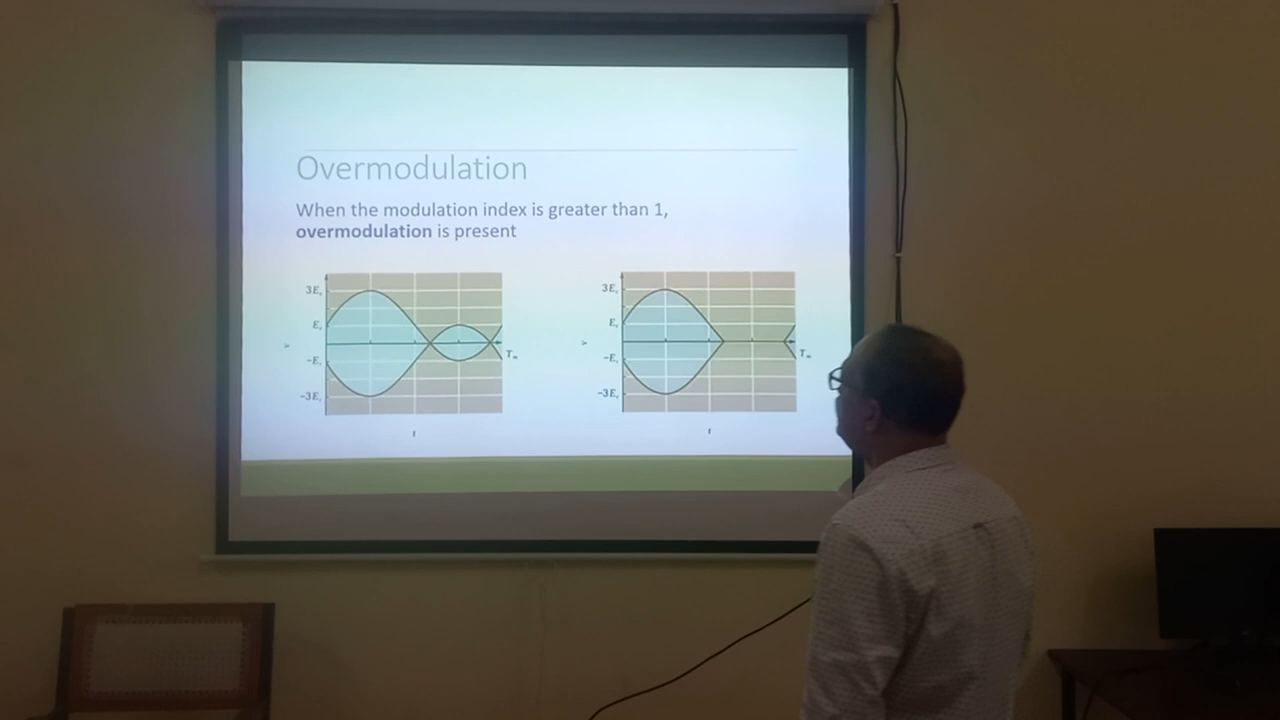 Overmodulation
When the modulation index is greater than 1,
overmodulation is present
3E
E
-E
-3E
T
t
3E
E
-E
-3E
T
t